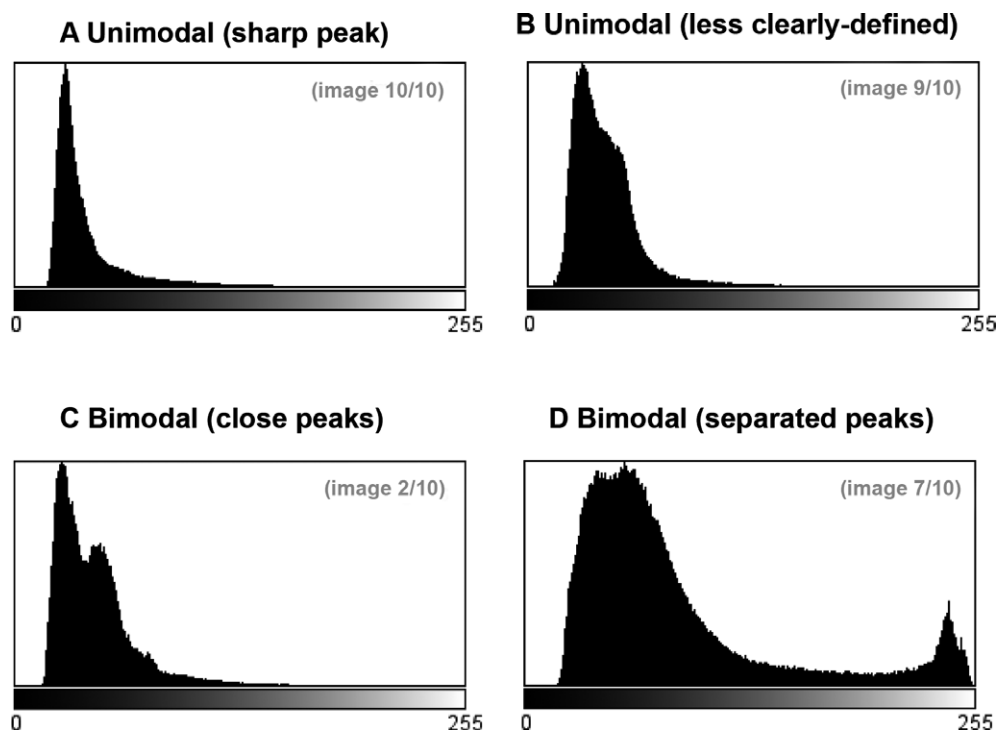 A Unimodal (sharp peak)
(image 10/10)
0 255
B Unimodal (less clearly-defined)
(image 9/10)
0 255
C Bimodal (close peaks)
(image 2/10)
0 255
D Bimodal (separated peaks)
(image 7/10)
0 255